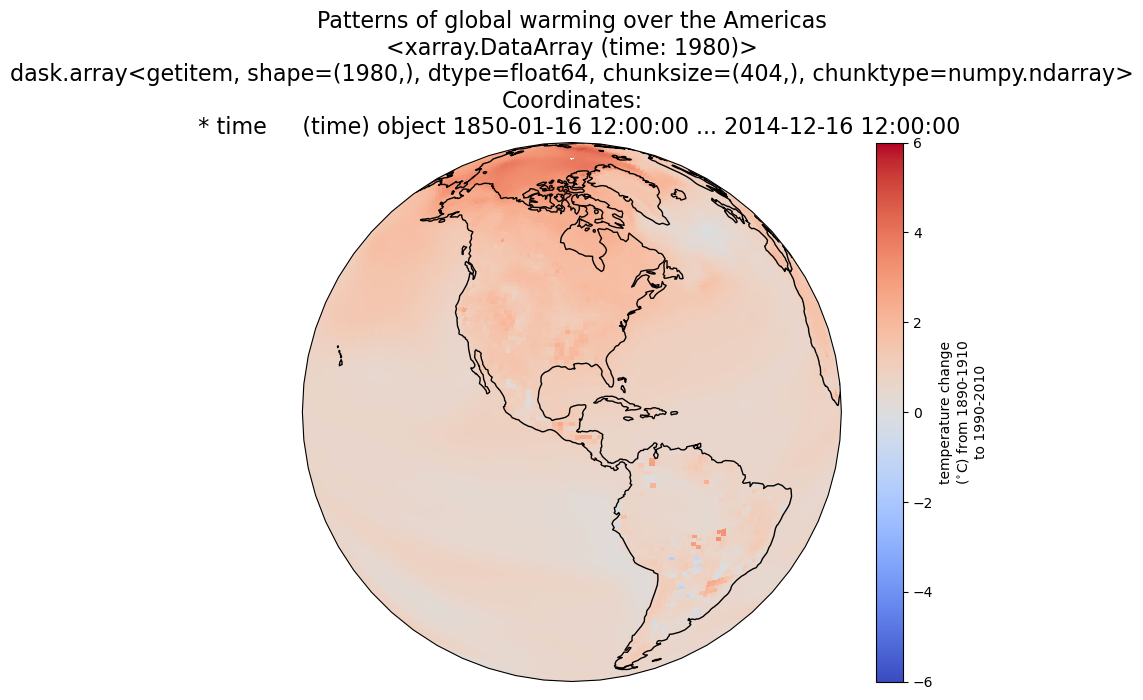 Patterns of global warming over the Americas
<xarray.DataArray (time: 1980)>
dask.array<getitem, shape=(1980,), dtype=float64, chunksize=(404,), chunktype=numpy.ndarray>
Coordinates:
* time     (time) object 1850-01-16 12:00:00 ... 2014-12-16 12:00:00
6
4
2
0
−2
−4
−6
temperature change
(°C) from 1890-1910
to 1990-2010